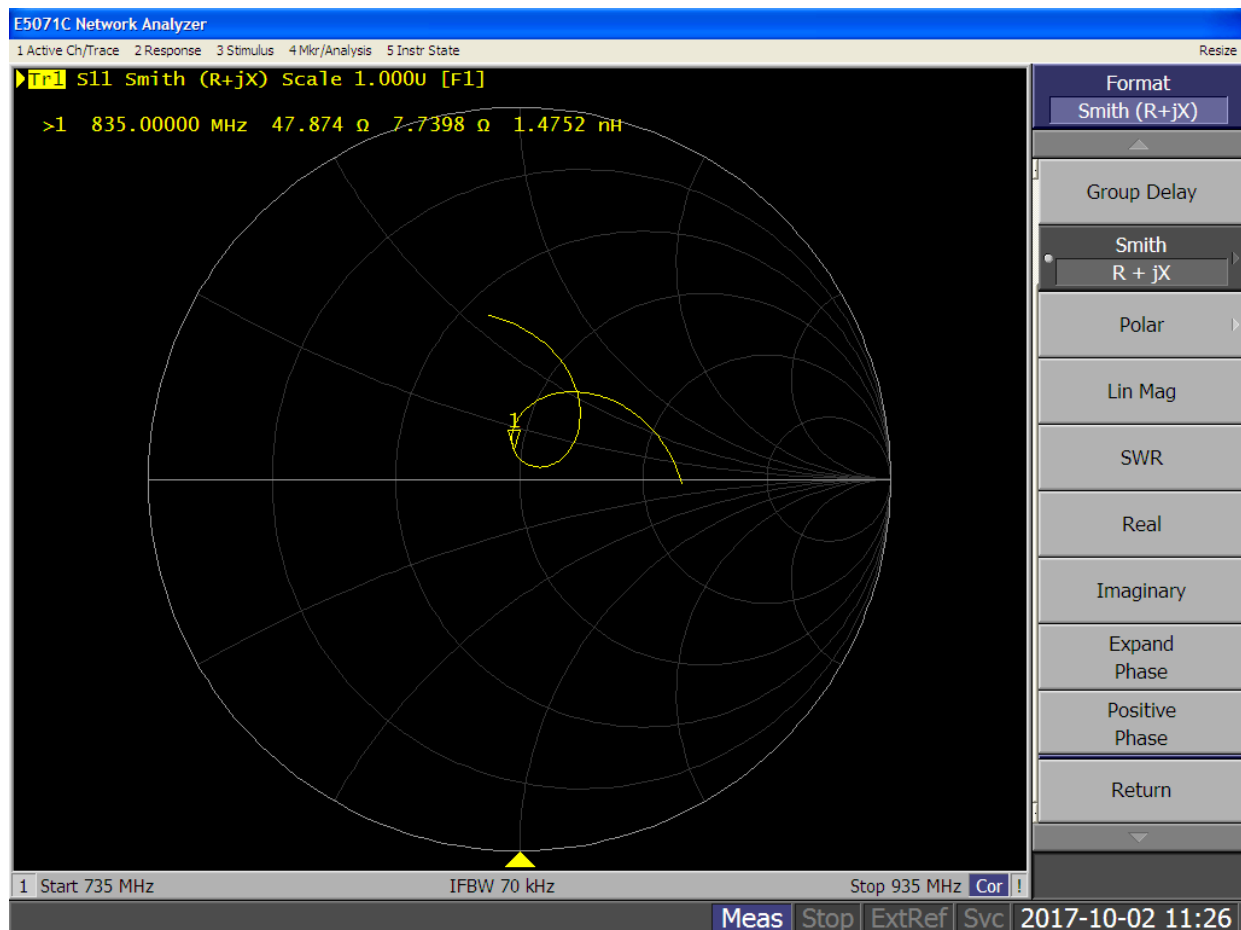 E5071C Network Analyzer
1 Active Ch/Trace 2 Response 3 Stimulus 4 Mkr/Analysis 5 Instr State Resize
Tr1 S11 Smith (R+jX) Scale 1.000U [F1]
>1 835.00000 MHz 47.874 Ω 7.7398 Ω 1.4752 nH
1
Format
Smith (R+jX)
Group Delay
Smith
R + jX
Polar
Lin Mag
SWR
Real
Imaginary
Expand
Phase
Positive
Phase
Return
1 Start 735 MHz IFBW 70 kHz Stop 935 MHz Cor !
Meas Stop ExtRef Svc 2017-10-02 11:26